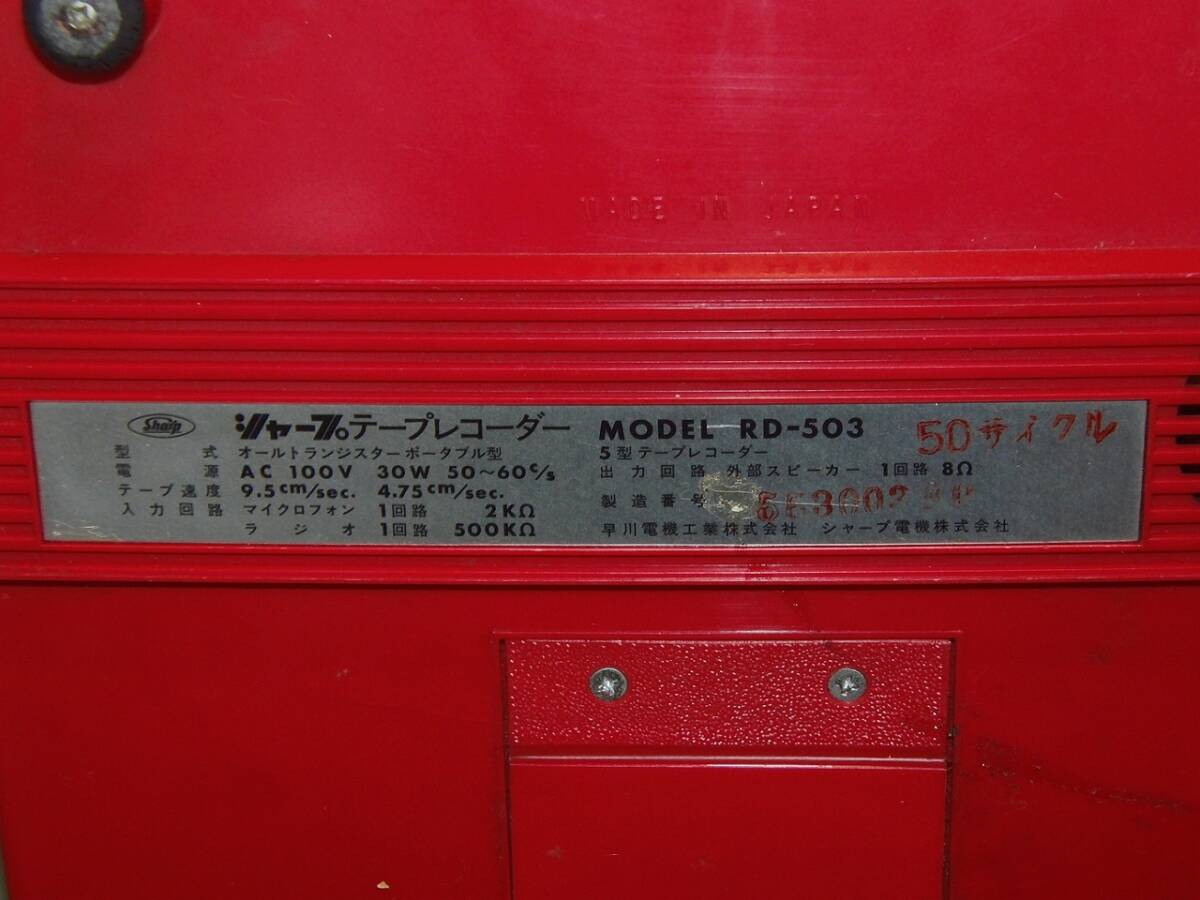 MADE IN JAPAN
Sharp シャープ テープレコーダー MODEL RD-503 50サイクル
型式 オールトランジスターポータブル型 5型テープレコーダー
電源 AC 100V 30W 50~60c/s 出力回路 外部スピーカー 1回路 8Ω
テープ速度 9.5cm/sec. 4.75cm/sec. 製造番号
入力回路 マイクロフォン 1回路 2KΩ
ラジオ 1回路 500KΩ 早川電機工業株式会社 シャープ電機株式会社